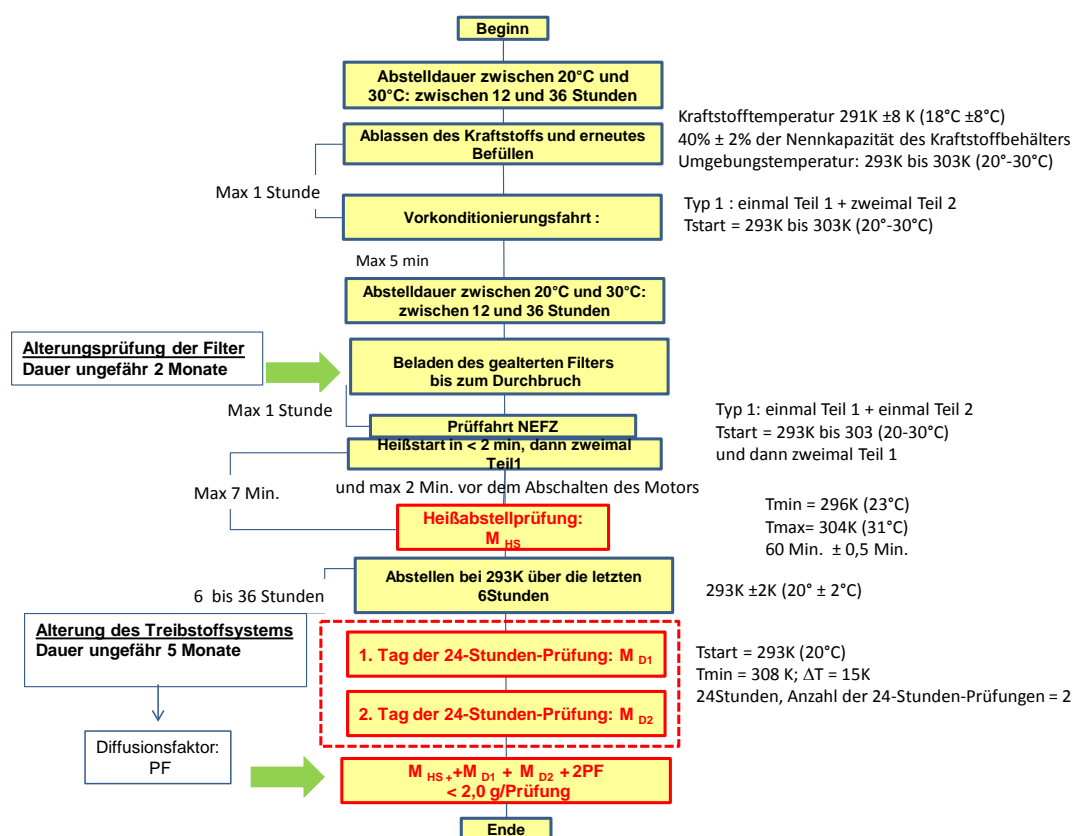 Beginn
Abstelldauer zwischen 20°C und
30°C: zwischen 12 und 36 Stunden
Kraftstofftemperatur 291K ±8 K (18°C ±8°C)
40% ± 2% der Nennkapazität des Kraftstoffbehälters
Umgebungstemperatur: 293K bis 303K (20°-30°C)
Ablassen des Kraftstoffs und erneutes
Befüllen
Max 1 Stunde
Vorkonditionierungsfahrt :
Typ 1 : einmal Teil 1 + zweimal Teil 2
Tstart = 293K bis 303K (20°-30°C)
Max 5 min
Abstelldauer zwischen 20°C und 30°C:
zwischen 12 und 36 Stunden
Alterungsprüfung der Filter
Dauer ungefähr 2 Monate
Beladen des gealterten Filters
bis zum Durchbruch
Max 1 Stunde
Prüffahrt NEFZ
Typ 1: einmal Teil 1 + einmal Teil 2
Tstart = 293K bis 303 (20-30°C)
und dann zweimal Teil 1
Heißstart in < 2 min, dann zweimal
Teil1
Max 7 Min.
und max 2 Min. vor dem Abschalten des Motors
Heißabstellprüfung:
M HS
Tmin = 296K (23°C)
Tmax= 304K (31°C)
60 Min. ± 0,5 Min.
Abstellen bei 293K über die letzten
6Stunden
6 bis 36 Stunden
293K ±2K (20° ± 2°C)
Alterung des Treibstoffsystems
Dauer ungefähr 5 Monate
1. Tag der 24-Stunden-Prüfung: M D1
Tstart = 293K (20°C)
Tmin = 308 K; ΔT = 15K
24Stunden, Anzahl der 24-Stunden-Prüfungen = 2
2. Tag der 24-Stunden-Prüfung: M D2
Diffusionsfaktor:
PF
M HS + +M D1 + M D2 + 2PF
< 2,0 g/Prüfung
Ende